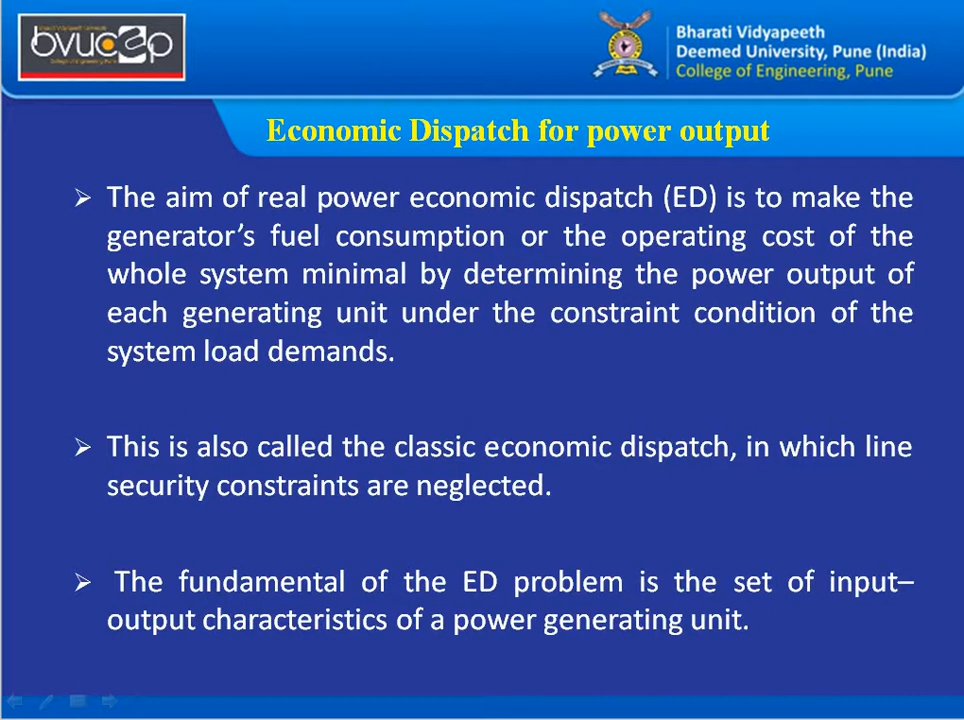 bvucoep
Bharati Vidyapeeth
Deemed University, Pune (India)
College of Engineering, Pune
Economic Dispatch for power output
➢ The aim of real power economic dispatch (ED) is to make the
generator’s fuel consumption or the operating cost of the
whole system minimal by determining the power output of
each generating unit under the constraint condition of the
system load demands.
➢ This is also called the classic economic dispatch, in which line
security constraints are neglected.
➢ The fundamental of the ED problem is the set of input–
output characteristics of a power generating unit.